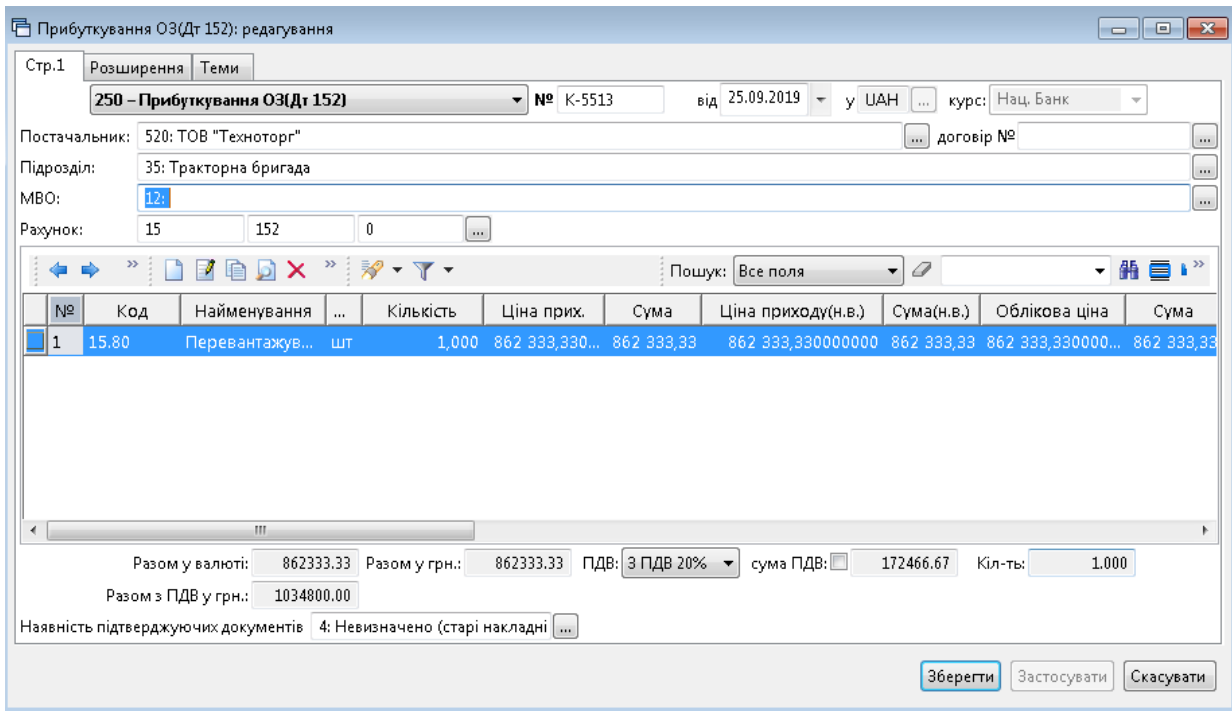 Прибуткування ОЗ(Дт 152): редагування
Стр.1 Розширення Теми
250 – Прибуткування ОЗ(Дт 152) № К-5513 від 25.09.2019 у UAH ... курс: Нац. Банк
Постачальник: 520: ТОВ "Техноторг" ... договір № ...
Підрозділ: 35: Тракторна бригада ...
МВО: 12: ...
Рахунок: 15 152 0 ...
Пошук: Все поля
№ Код Найменування ... Кількість Ціна прих. Сума Ціна приходу(н.в.) Сума(н.в.) Облікова ціна Сума
1 15.80 Перевантажув... шт 1,000 862 333,330... 862 333,33 862 333,330000000 862 333,33 862 333,330000... 862 333,33
Разом у валюті: 862333.33 Разом у грн.: 862333.33 ПДВ: З ПДВ 20% сума ПДВ: 172466.67 Кіл-ть: 1.000
Разом з ПДВ у грн.: 1034800.00
Наявність підтверджуючих документів 4: Невизначено (старі накладні ...
Зберегти Застосувати Скасувати